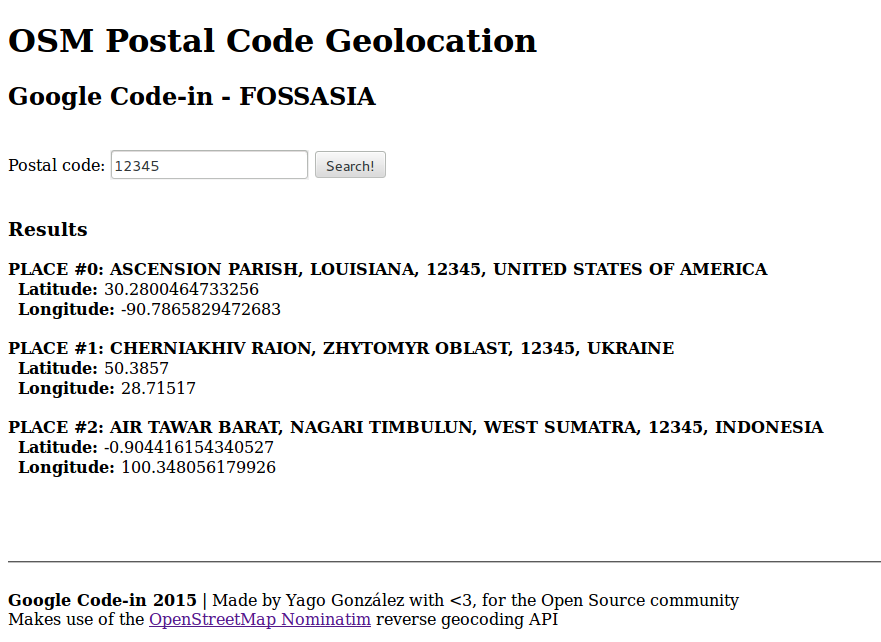 OSM Postal Code Geolocation
Google Code-in - FOSSASIA
Postal code: 12345 Search!
Results
PLACE #0: ASCENSION PARISH, LOUISIANA, 12345, UNITED STATES OF AMERICA
Latitude: 30.2800464733256
Longitude: -90.7865829472683
PLACE #1: CHERNIAKHIV RAION, ZHYTOMYR OBLAST, 12345, UKRAINE
Latitude: 50.3857
Longitude: 28.71517
PLACE #2: AIR TAWAR BARAT, NAGARI TIMBULUN, WEST SUMATRA, 12345, INDONESIA
Latitude: -0.904416154340527
Longitude: 100.348056179926
Google Code-in 2015 | Made by Yago González with <3, for the Open Source community
Makes use of the OpenStreetMap Nominatim reverse geocoding API